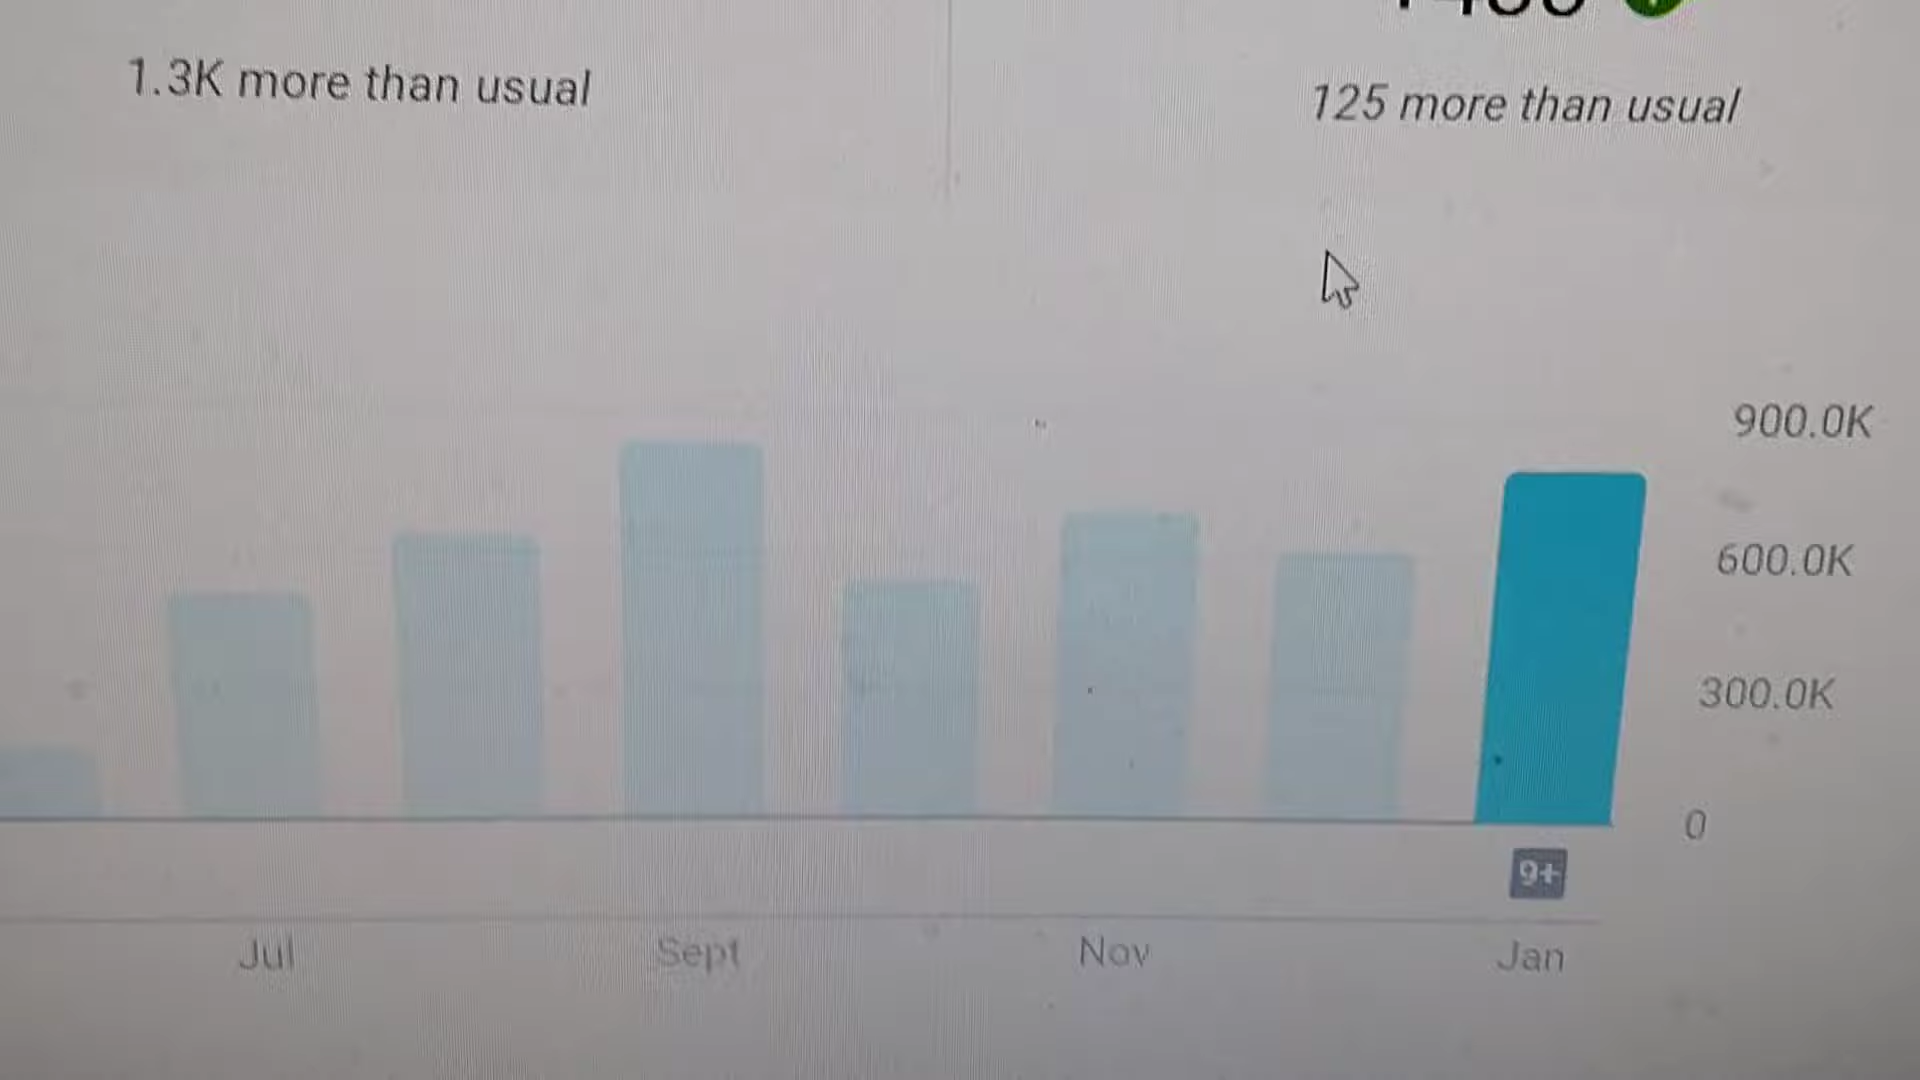 1.3K more than usual
125 more than usual
900.0K
600.0K
300.0K
0
9+
Jul
Sept
Nov
Jan